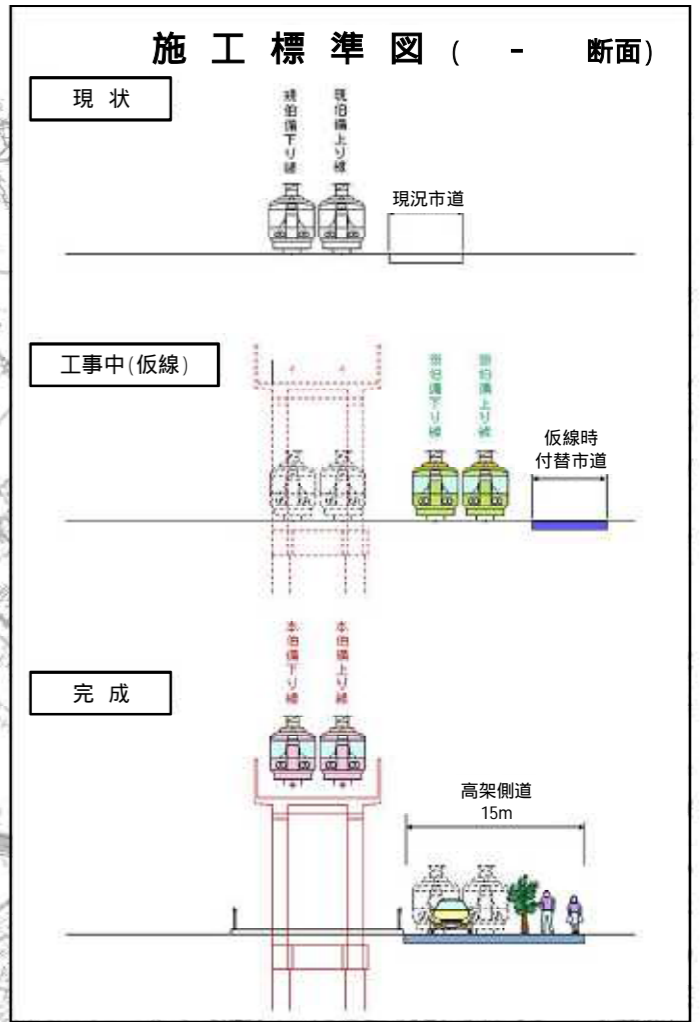 施工標準図( - 断面)
現状
現伯備下り線
現伯備上り線
現況市道
工事中(仮線)
仮伯備下り線
仮伯備上り線
仮線時
付替市道
完成
本伯備下り線
本伯備上り線
高架側道
15m